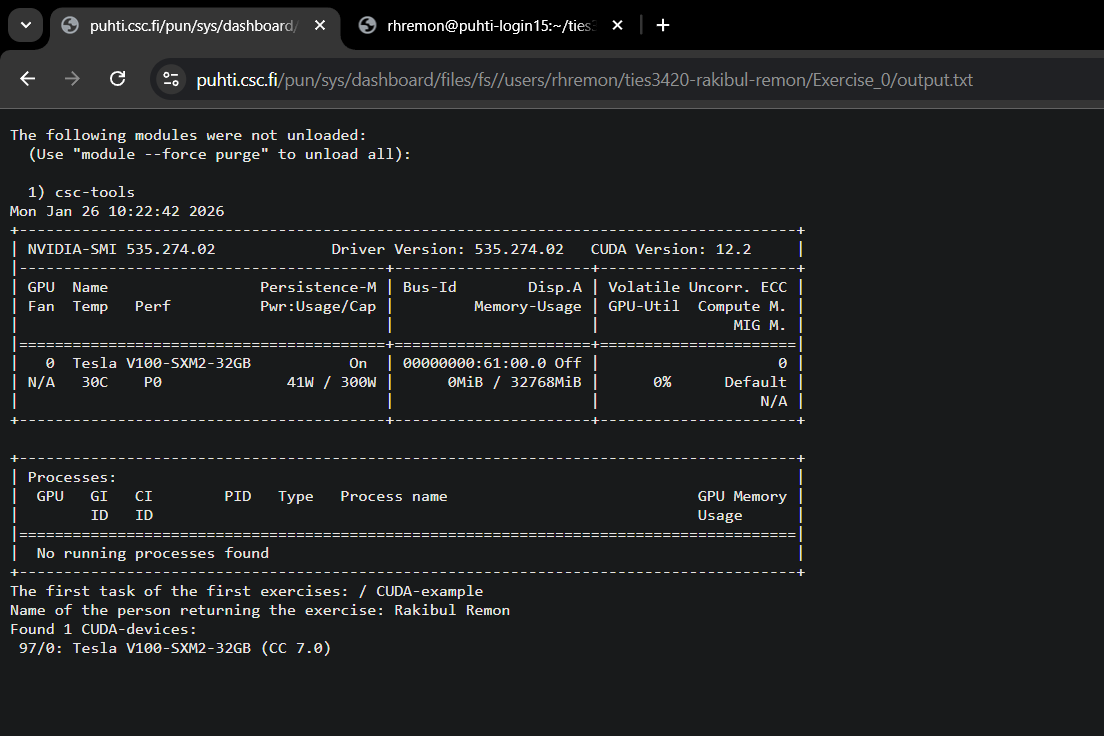 puhti.csc.fi/pun/sys/dashboard/
rhremon@puhti-login15:~/ties3
puhti.csc.fi/pun/sys/dashboard/files/fs//users/rhremon/ties3420-rakibul-remon/Exercise_0/output.txt
The following modules were not unloaded:
  (Use "module --force purge" to unload all):
  1) csc-tools
Mon Jan 26 10:22:42 2026
+---------------------------------------------------------------------------------------+
| NVIDIA-SMI 535.274.02             Driver Version: 535.274.02   CUDA Version: 12.2     |
|-----------------------------------------+----------------------+----------------------+
| GPU  Name                 Persistence-M | Bus-Id        Disp.A | Volatile Uncorr. ECC |
| Fan  Temp   Perf          Pwr:Usage/Cap |         Memory-Usage | GPU-Util  Compute M. |
|                                         |                      |               MIG M. |
|=========================================+======================+======================|
|   0  Tesla V100-SXM2-32GB           On  | 00000000:61:00.0 Off |                    0 |
| N/A   30C    P0              41W / 300W |      0MiB / 32768MiB |      0%      Default |
|                                         |                      |                  N/A |
+-----------------------------------------+----------------------+----------------------+
+---------------------------------------------------------------------------------------+
| Processes:                                                                            |
|  GPU   GI   CI        PID   Type   Process name                            GPU Memory |
|        ID   ID                                                             Usage      |
|=======================================================================================|
|  No running processes found                                                           |
+---------------------------------------------------------------------------------------+
The first task of the first exercises: / CUDA-example
Name of the person returning the exercise: Rakibul Remon
Found 1 CUDA-devices:
 97/0: Tesla V100-SXM2-32GB (CC 7.0)